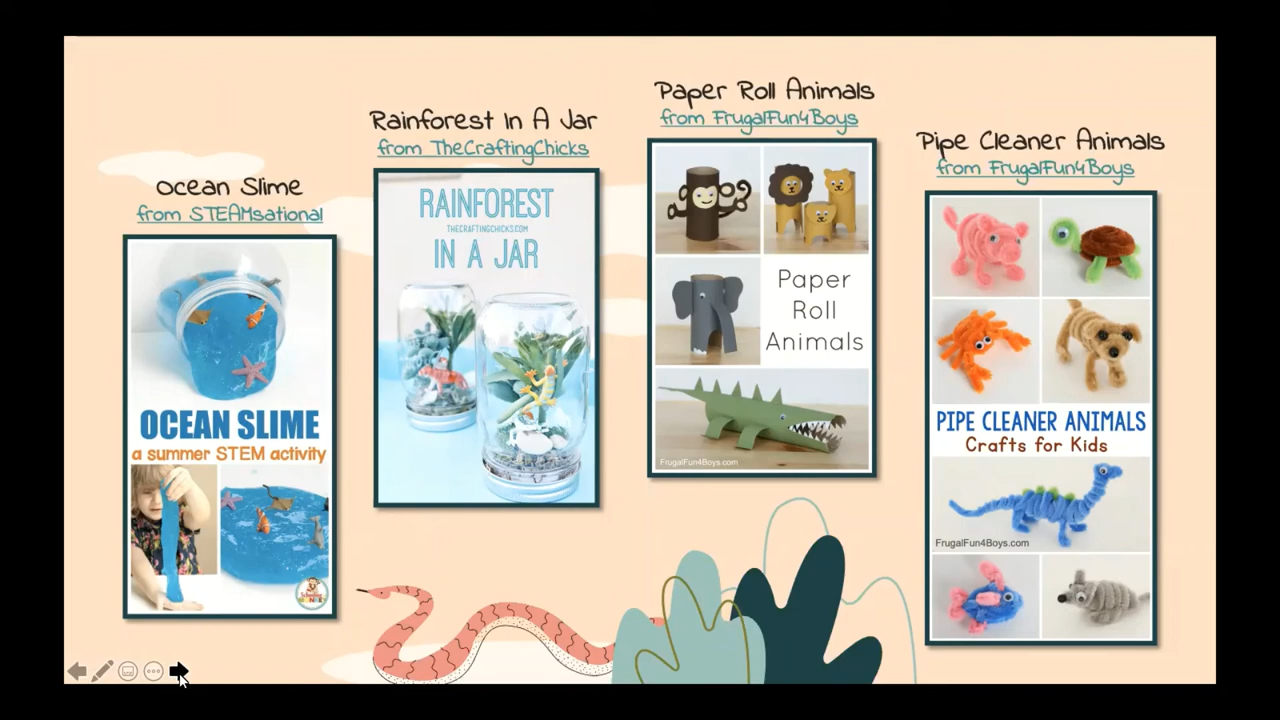 Ocean Slime
from STEAMsational
OCEAN SLIME
a summer STEM activity
Rainforest In A Jar
from TheCraftingChicks
RAINFOREST
THECRAFTINGCHICKS.COM
IN A JAR
Paper Roll Animals
from FrugalFun4Boys
Paper
Roll
Animals
FrugalFun4Boys.com
Pipe Cleaner Animals
from FrugalFun4Boys
PIPE CLEANER ANIMALS
Crafts for Kids
FrugalFun4Boys.com